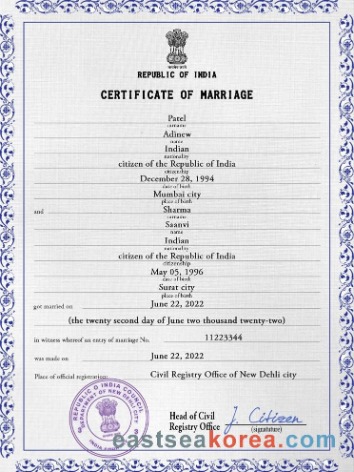 REPUBLIC OF INDIA
CERTIFICATE OF MARRIAGE
Patel
surname
Adinew
name
Indian
nationality
citizen of the Republic of India
citizenship
December 28, 1994
date of birth
Mumbai city
place of birth
and Sharma
surname
Saanvi
name
Indian
nationality
citizen of the Republic of India
citizenship
May 05, 1996
date of birth
Surat city
place of birth
got married on June 22, 2022
(the twenty second day of June two thousand twenty-two)
in witness whereof an entry of marriage No. 11223344
was made on June 22, 2022
Place of official registration: Civil Registry Office of New Dehli city
REPUBLIC O INDIA COUNCIL
Head of Civil
Registry Office
J. Citizen
(signature)
eastseakorea.com